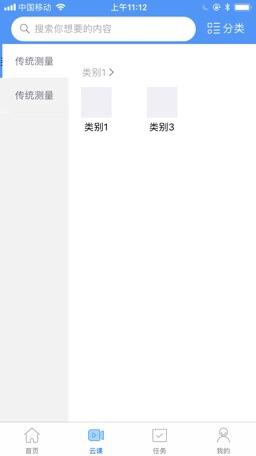 中国移动 上午11:12
搜索你想要的内容 分类
传统测量
传统测量
类别1
类别1 类别3
首页 云课 任务 我的